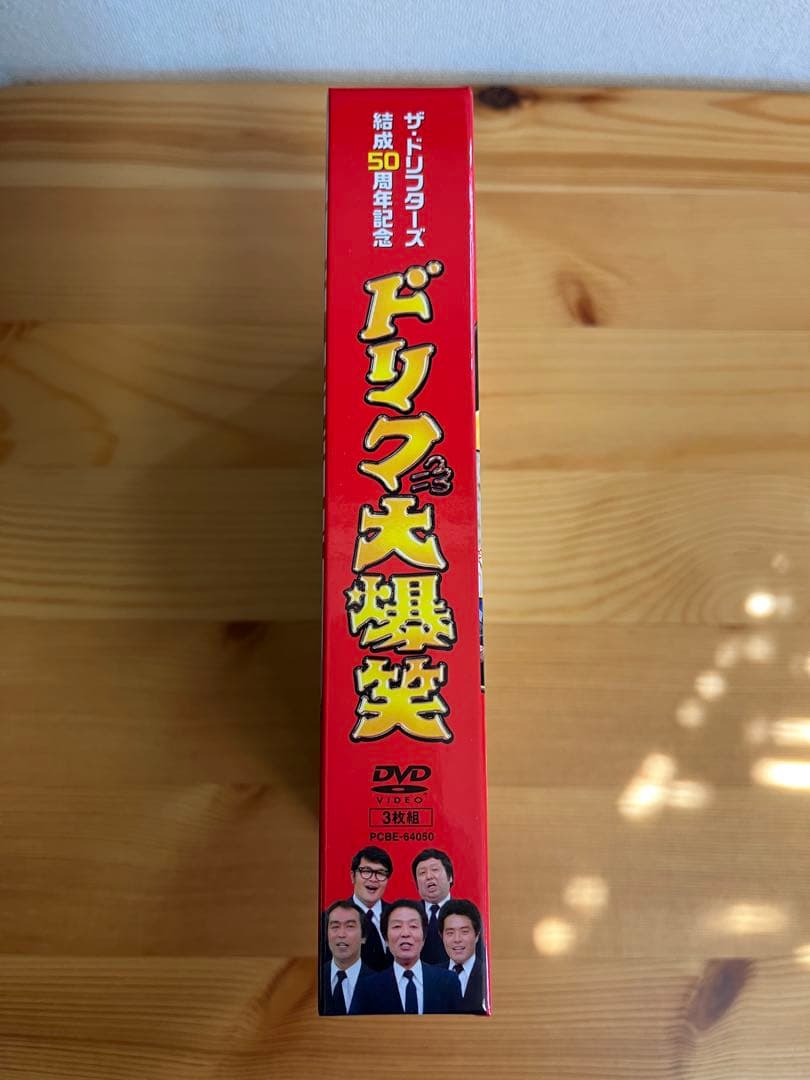 ザ・ドリフターズ
結成50周年記念
ドリフ大爆笑
DVD
VIDEO
3枚組
PCBE-64050